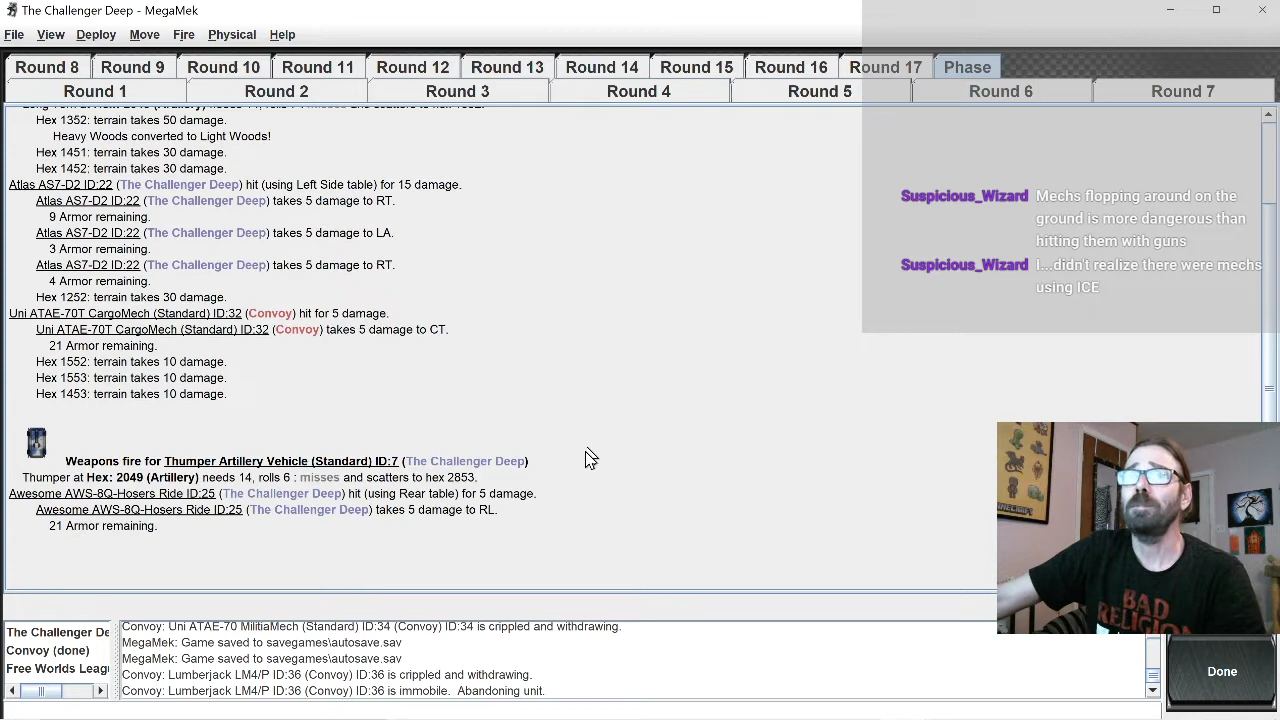 The Challenger Deep - MegaMek
File View Deploy Move Fire Physical Help
Round 8 Round 9 Round 10 Round 11 Round 12 Round 13 Round 14 Round 15 Round 16 Round 17 Phase
Round 1 Round 2 Round 3 Round 4 Round 5 Round 6 Round 7
Hex 1352: terrain takes 50 damage.
Heavy Woods converted to Light Woods!
Hex 1451: terrain takes 30 damage.
Hex 1452: terrain takes 30 damage.
Atlas AS7-D2 ID:22 (The Challenger Deep) hit (using Left Side table) for 15 damage.
Atlas AS7-D2 ID:22 (The Challenger Deep) takes 5 damage to RT.
9 Armor remaining.
Atlas AS7-D2 ID:22 (The Challenger Deep) takes 5 damage to LA.
3 Armor remaining.
Atlas AS7-D2 ID:22 (The Challenger Deep) takes 5 damage to RT.
4 Armor remaining.
Hex 1252: terrain takes 30 damage.
Uni ATAE-70T CargoMech (Standard) ID:32 (Convoy) hit for 5 damage.
Uni ATAE-70T CargoMech (Standard) ID:32 (Convoy) takes 5 damage to CT.
21 Armor remaining.
Hex 1552: terrain takes 10 damage.
Hex 1553: terrain takes 10 damage.
Hex 1453: terrain takes 10 damage.
Weapons fire for Thumper Artillery Vehicle (Standard) ID:7 (The Challenger Deep)
Thumper at Hex: 2049 (Artillery) needs 14, rolls 6 : misses and scatters to hex 2853.
Awesome AWS-8Q-Hosers Ride ID:25 (The Challenger Deep) hit (using Rear table) for 5 damage.
Awesome AWS-8Q-Hosers Ride ID:25 (The Challenger Deep) takes 5 damage to RL.
21 Armor remaining.
Suspicious_Wizard Mechs flopping around on the
ground is more dangerous than
hitting them with guns
Suspicious_Wizard I...didn't realize there were mechs
using ICE
MINECRAFT
BAD
RELIGION
The Challenger De
Convoy (done)
Free Worlds Leag
Convoy: Uni ATAE-70 MilitiaMech (Standard) ID:34 (Convoy) ID:34 is crippled and withdrawing.
MegaMek: Game saved to savegames\autosave.sav
MegaMek: Game saved to savegames\autosave.sav
Convoy: Lumberjack LM4/P ID:36 (Convoy) ID:36 is crippled and withdrawing.
Convoy: Lumberjack LM4/P ID:36 (Convoy) ID:36 is immobile. Abandoning unit.
Done